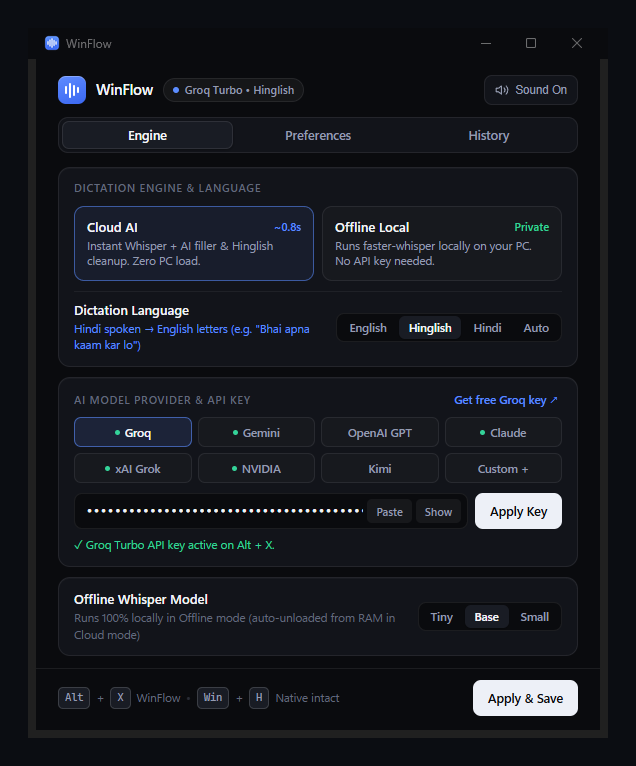 WinFlow
WinFlow
Groq Turbo • Hinglish
Sound On
Engine
Preferences
History
DICTATION ENGINE & LANGUAGE
Cloud AI
~0.8s
Instant Whisper + AI filler & Hinglish
cleanup. Zero PC load.
Offline Local
Private
Runs faster-whisper locally on your PC.
No API key needed.
Dictation Language
Hindi spoken → English letters (e.g. "Bhai apna
kaam kar lo")
English
Hinglish
Hindi
Auto
AI MODEL PROVIDER & API KEY
Get free Groq key ↗
Groq
Gemini
OpenAI GPT
Claude
xAI Grok
NVIDIA
Kimi
Custom +
Paste
Show
Apply Key
✓ Groq Turbo API key active on Alt + X.
Offline Whisper Model
Runs 100% locally in Offline mode (auto-unloaded from RAM in
Cloud mode)
Tiny
Base
Small
Alt + X WinFlow • Win + H Native intact
Apply & Save